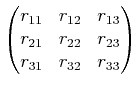 r₁₁ r₁₂ r₁₃
r₂₁ r₂₂ r₂₃
r₃₁ r₃₂ r₃₃